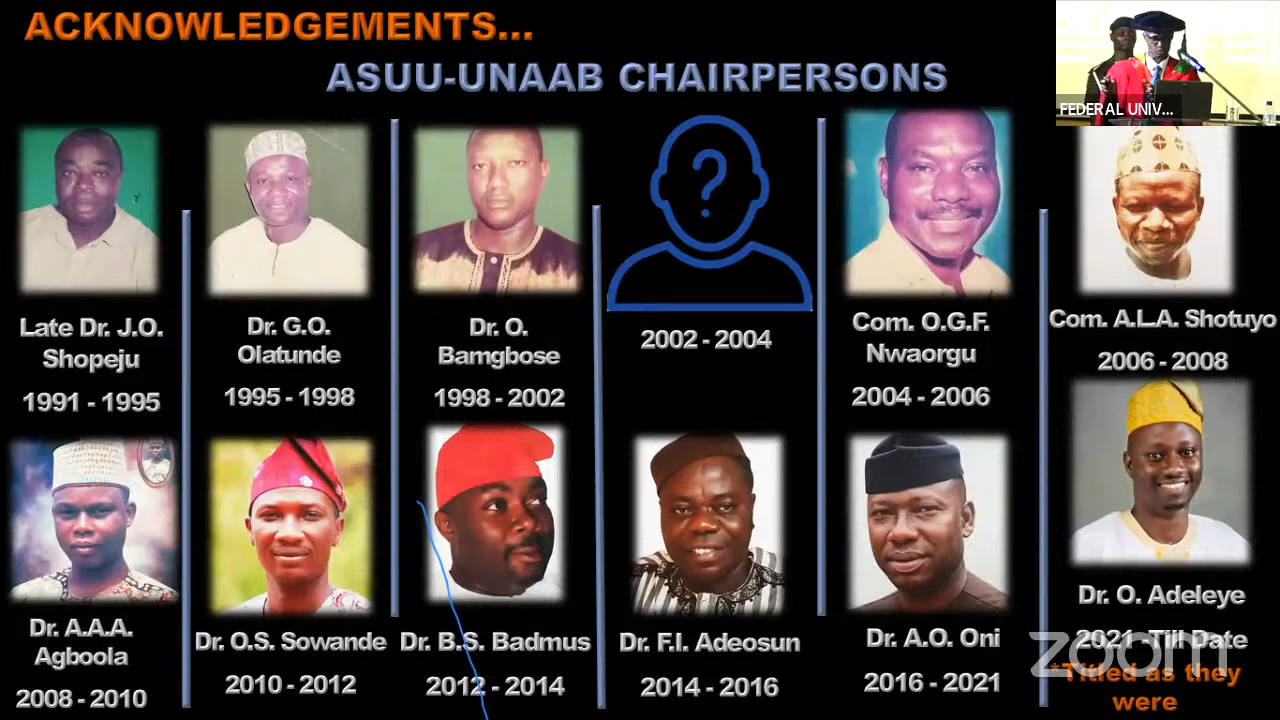 ACKNOWLEDGEMENTS...
ASUU-UNAAB CHAIRPERSONS
FEDERAL UNIV...
Late Dr. J.O.
Shopeju
1991 - 1995
Dr. G.O.
Olatunde
1995 - 1998
Dr. O.
Bamgbose
1998 - 2002
?
2002 - 2004
Com. O.G.F.
Nwaorgu
2004 - 2006
Com. A.L.A. Shotuyo
2006 - 2008
Dr. A.A.A.
Agboola
2008 - 2010
Dr. O.S. Sowande
2010 - 2012
Dr. B.S. Badmus
2012 - 2014
Dr. F.I. Adeosun
2014 - 2016
Dr. A.O. Oni
2016 - 2021
Dr. O. Adeleye
2021 -Till Date
*Titled as they
were
zoom